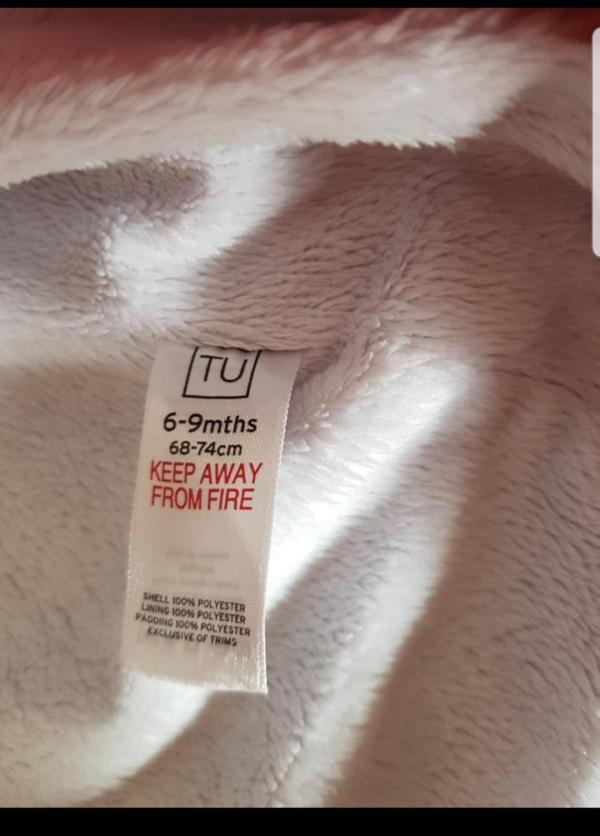 TU
6-9mths
68-74cm
KEEP AWAY
FROM FIRE
SHELL 100% POLYESTER
LINING 100% POLYESTER
PADDING 100% POLYESTER
EXCLUSIVE OF TRIMS